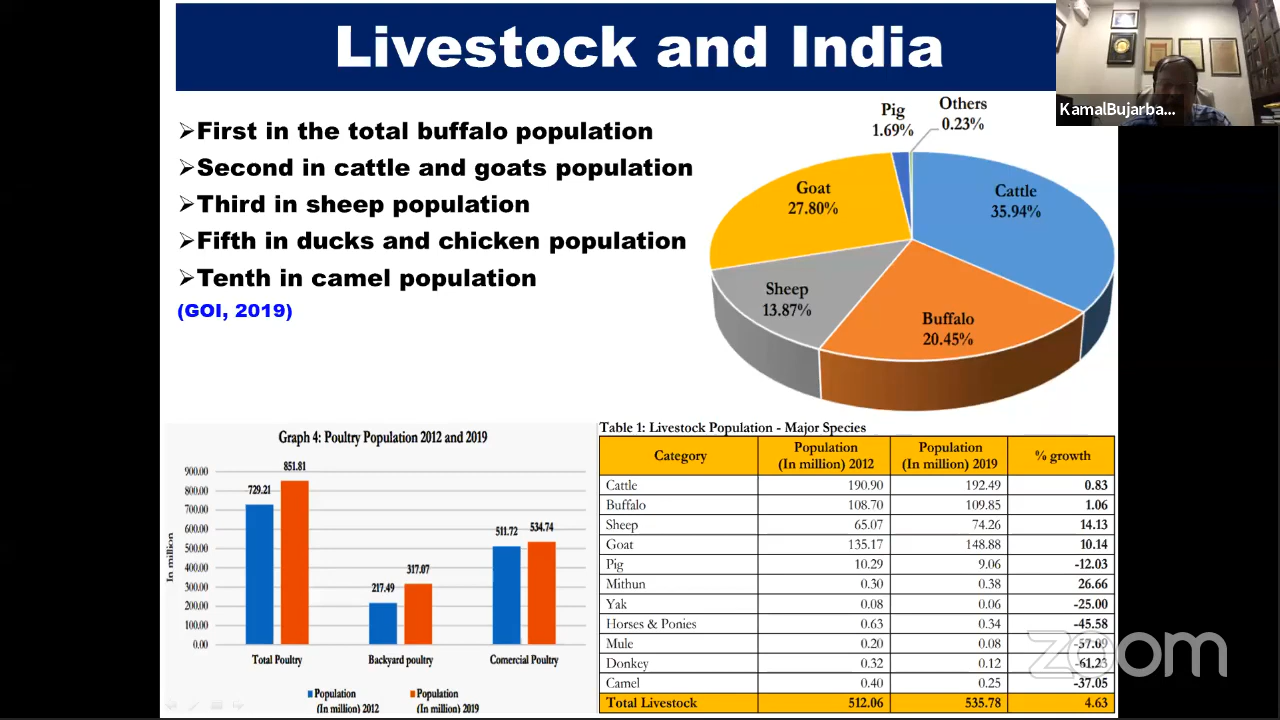 Livestock and India
KamalBujarba...
➢First in the total buffalo population
➢Second in cattle and goats population
➢Third in sheep population
➢Fifth in ducks and chicken population
➢Tenth in camel population
(GOI, 2019)
Pig
1.69%
Others
0.23%
Goat
27.80%
Cattle
35.94%
Sheep
13.87%
Buffalo
20.45%
Graph 4: Poultry Population 2012 and 2019
In million
900.00
800.00
700.00
600.00
500.00
400.00
300.00
200.00
100.00
0.00
729.21
851.81
217.49
317.07
511.72
534.74
Total Poultry
Backyard poultry
Comercial Poultry
Population
(In million) 2012
Population
(In million) 2019
Table 1: Livestock Population - Major Species
Category Population (In million) 2012 Population (In million) 2019 % growth
Cattle 190.90 192.49 0.83
Buffalo 108.70 109.85 1.06
Sheep 65.07 74.26 14.13
Goat 135.17 148.88 10.14
Pig 10.29 9.06 -12.03
Mithun 0.30 0.38 26.66
Yak 0.08 0.06 -25.00
Horses & Ponies 0.63 0.34 -45.58
Mule 0.20 0.08 -57.09
Donkey 0.32 0.12 -61.23
Camel 0.40 0.25 -37.05
Total Livestock 512.06 535.78 4.63
zoom